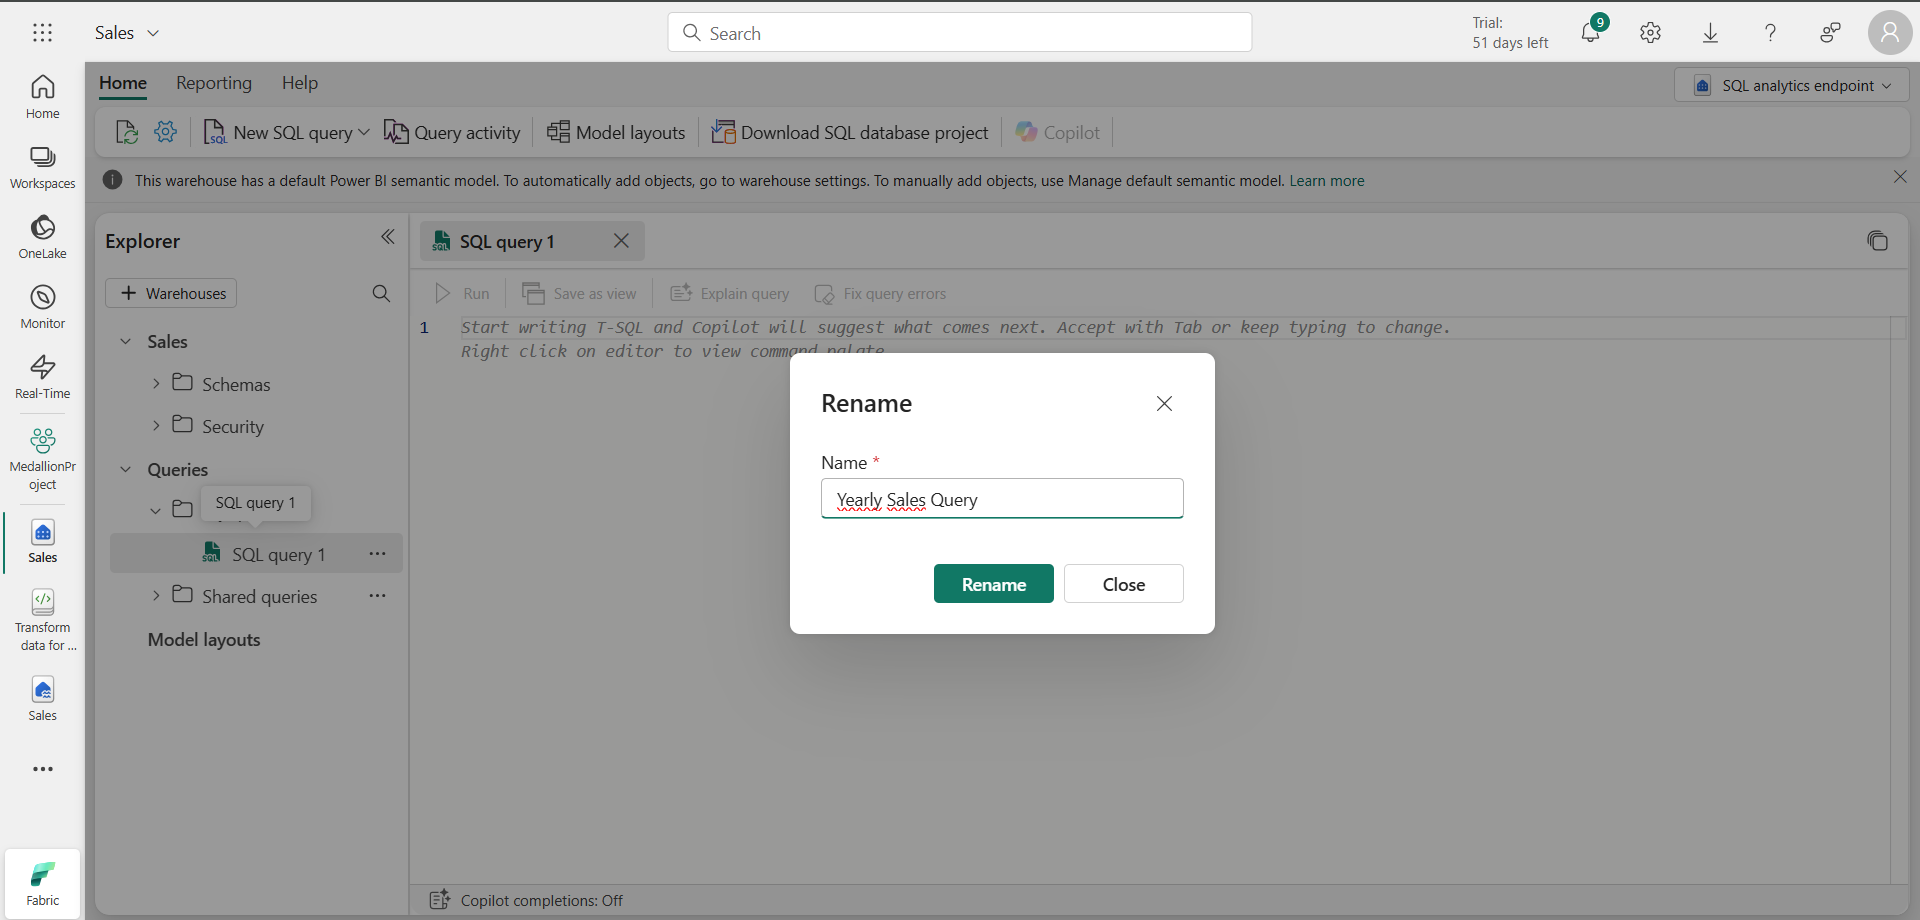 Sales
Search
Trial:
51 days left
9
Home
Workspaces
OneLake
Monitor
Real-Time
MedallionPr
oject
Sales
Transform
data for ...
Sales
Fabric
Home Reporting Help
SQL analytics endpoint
New SQL query
Query activity
Model layouts
Download SQL database project
Copilot
This warehouse has a default Power BI semantic model. To automatically add objects, go to warehouse settings. To manually add objects, use Manage default semantic model. Learn more
Explorer
+ Warehouses
Sales
Schemas
Security
Queries
SQL query 1
SQL query 1
Shared queries
Model layouts
SQL query 1
Run
Save as view
Explain query
Fix query errors
1
Start writing T-SQL and Copilot will suggest what comes next. Accept with Tab or keep typing to change.
Right click on editor to view command palate
Rename
Name *
Yearly Sales Query
Rename
Close
Copilot completions: Off